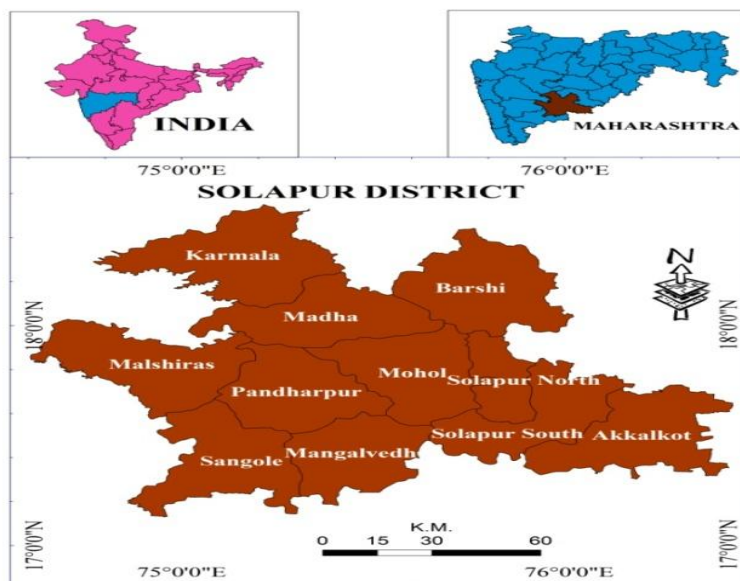 INDIA
MAHARASHTRA
75°0'0"E
76°0'0"E
SOLAPUR DISTRICT
N
Karmala
Barshi
Madha
18°0'0"N
18°0'0"N
Malshiras
Mohol
Solapur North
Pandharpur
Solapur South
Akkalkot
Sangole
Mangalvedh
K.M.
0 15 30 60
17°0'0"N
17°0'0"N
75°0'0"E
76°0'0"E